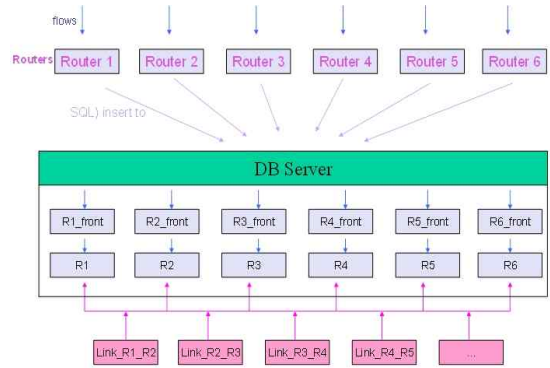 flows
Routers Router 1 Router 2 Router 3 Router 4 Router 5 Router 6
SQL) insert to
DB Server
R1_front R2_front R3_front R4_front R5_front R6_front
R1 R2 R3 R4 R5 R6
Link_R1_R2 Link_R2_R3 Link_R3_R4 Link_R4_R5 ...